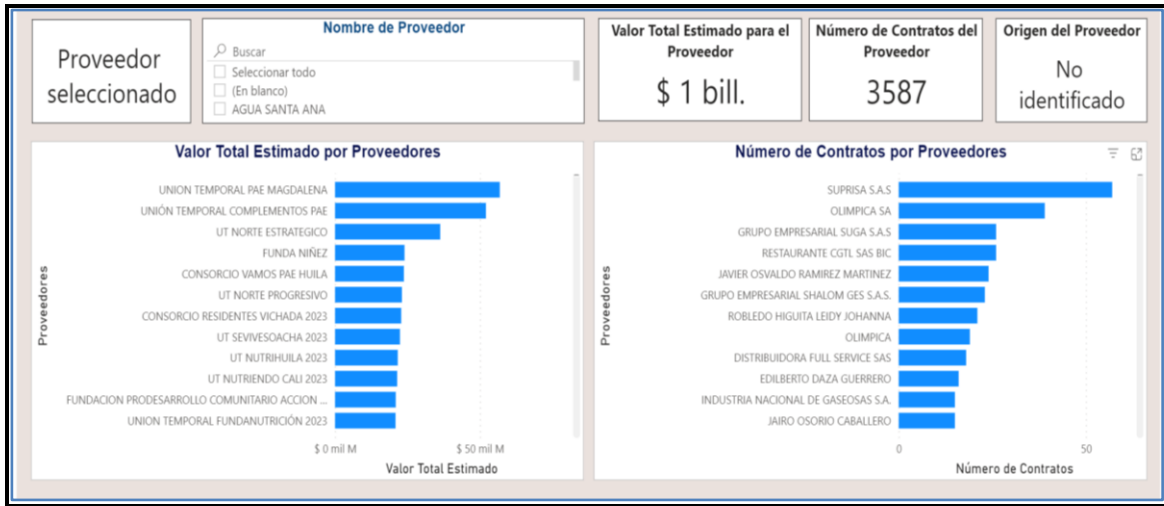 Proveedor
seleccionado
Nombre de Proveedor
Buscar
Seleccionar todo
(En blanco)
AGUA SANTA ANA
Valor Total Estimado para el
Proveedor
$ 1 bill.
Número de Contratos del
Proveedor
3587
Origen del Proveedor
No
identificado
Valor Total Estimado por Proveedores
Proveedores
UNION TEMPORAL PAE MAGDALENA
UNIÓN TEMPORAL COMPLEMENTOS PAE
UT NORTE ESTRATEGICO
FUNDA NIÑEZ
CONSORCIO VAMOS PAE HUILA
UT NORTE PROGRESIVO
CONSORCIO RESIDENTES VICHADA 2023
UT SEVIVESOACHA 2023
UT NUTRIHUILA 2023
UT NUTRIENDO CALI 2023
FUNDACION PRODESARROLLO COMUNITARIO ACCION ...
UNION TEMPORAL FUNDANUTRICIÓN 2023
$ 0 mil M
$ 50 mil M
Valor Total Estimado
Número de Contratos por Proveedores
Proveedores
SUPRISA S.A.S
OLIMPICA SA
GRUPO EMPRESARIAL SUGA S.A.S
RESTAURANTE CGTL SAS BIC
JAVIER OSVALDO RAMIREZ MARTINEZ
GRUPO EMPRESARIAL SHALOM GES S.A.S.
ROBLEDO HIGUITA LEIDY JOHANNA
OLIMPICA
DISTRIBUIDORA FULL SERVICE SAS
EDILBERTO DAZA GUERRERO
INDUSTRIA NACIONAL DE GASEOSAS S.A.
JAIRO OSORIO CABALLERO
0
50
Número de Contratos